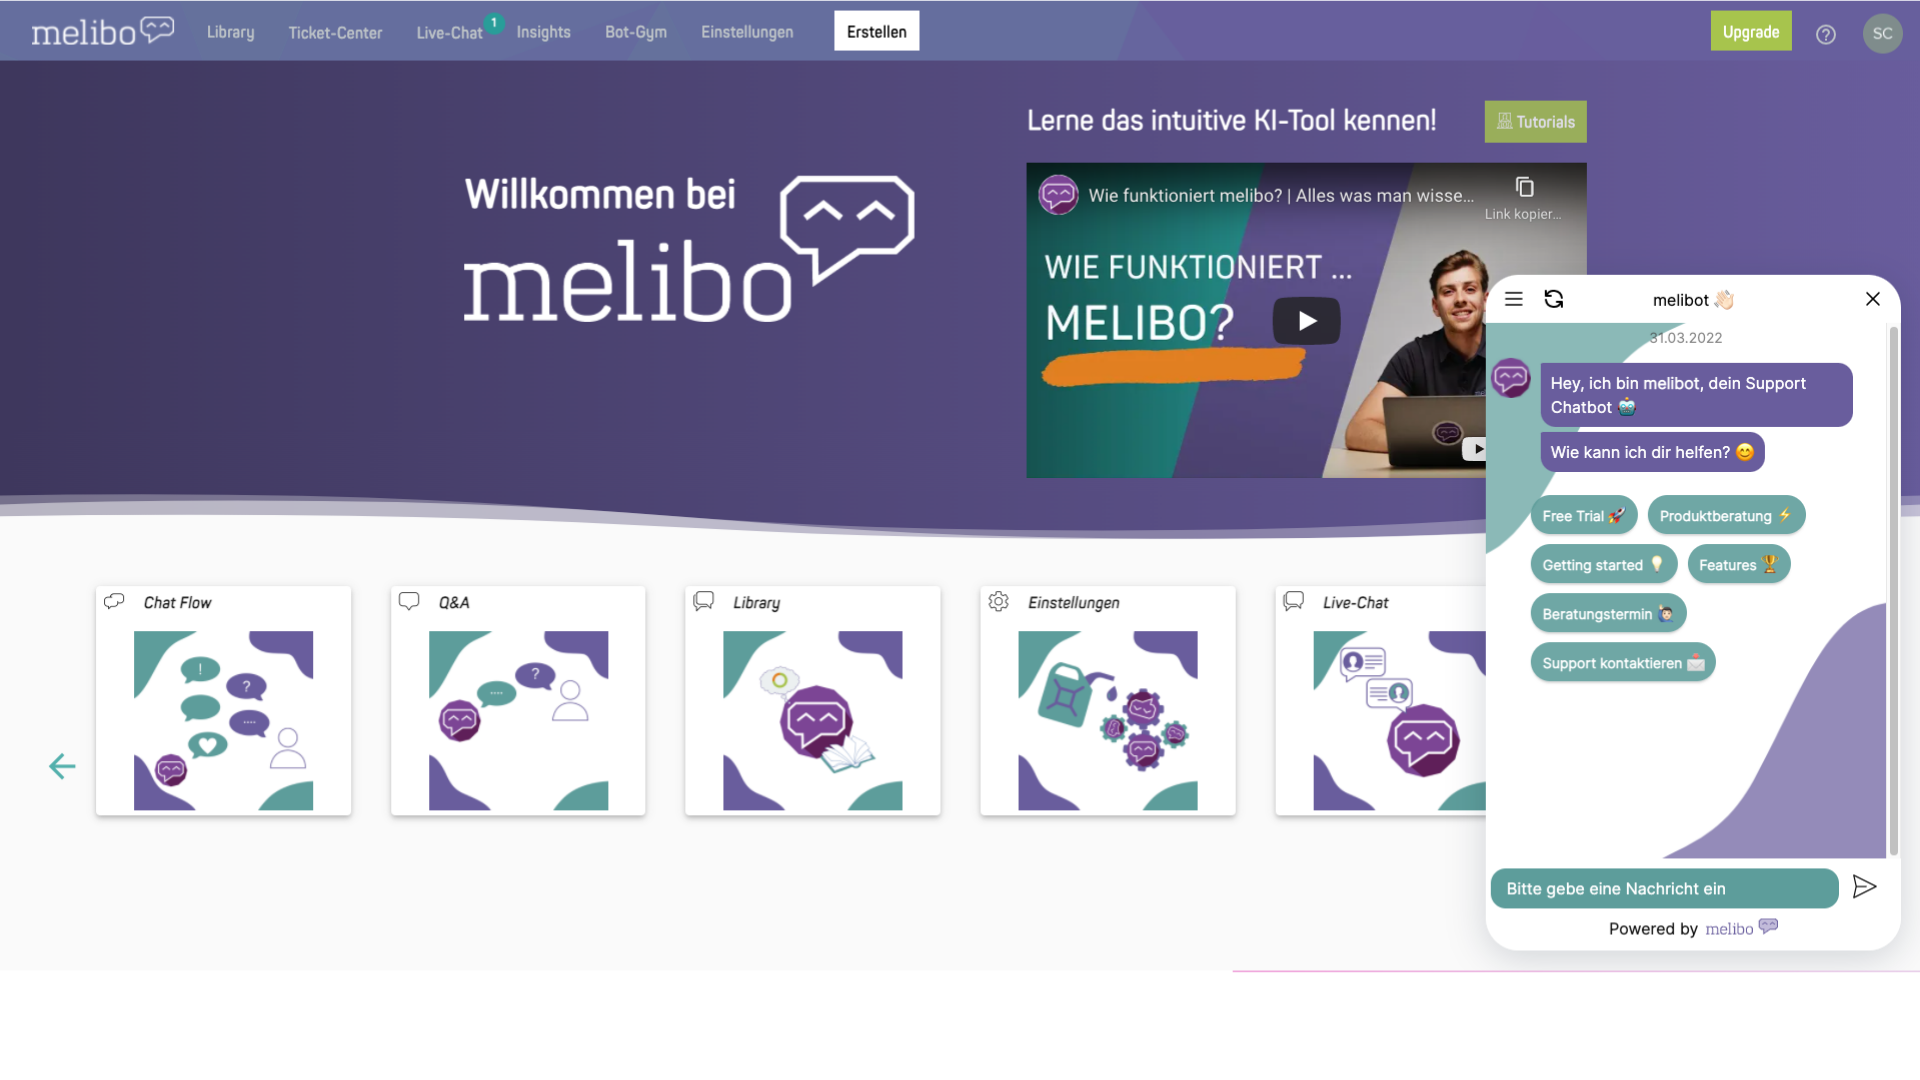 melibo
Library
Ticket-Center
Live-Chat
1
Insights
Bot-Gym
Einstellungen
Erstellen
Upgrade
?
SC
Willkommen bei
melibo
Lerne das intuitive KI-Tool kennen!
Tutorials
Wie funktioniert melibo? | Alles was man wisse...
Link kopier...
WIE FUNKTIONIERT ...
MELIBO?
melibot 👋🏻
31.03.2022
Hey, ich bin melibot, dein Support
Chatbot 🤖
Wie kann ich dir helfen? 😊
Free Trial 🚀
Produktberatung ⚡
Getting started 💡
Features 🏆
Beratungstermin 🙋🏻‍♂️
Support kontaktieren 📩
Bitte gebe eine Nachricht ein
Powered by melibo
Chat Flow
! ? .... 
Q&A
.... ?
Library
Einstellungen
Live-Chat